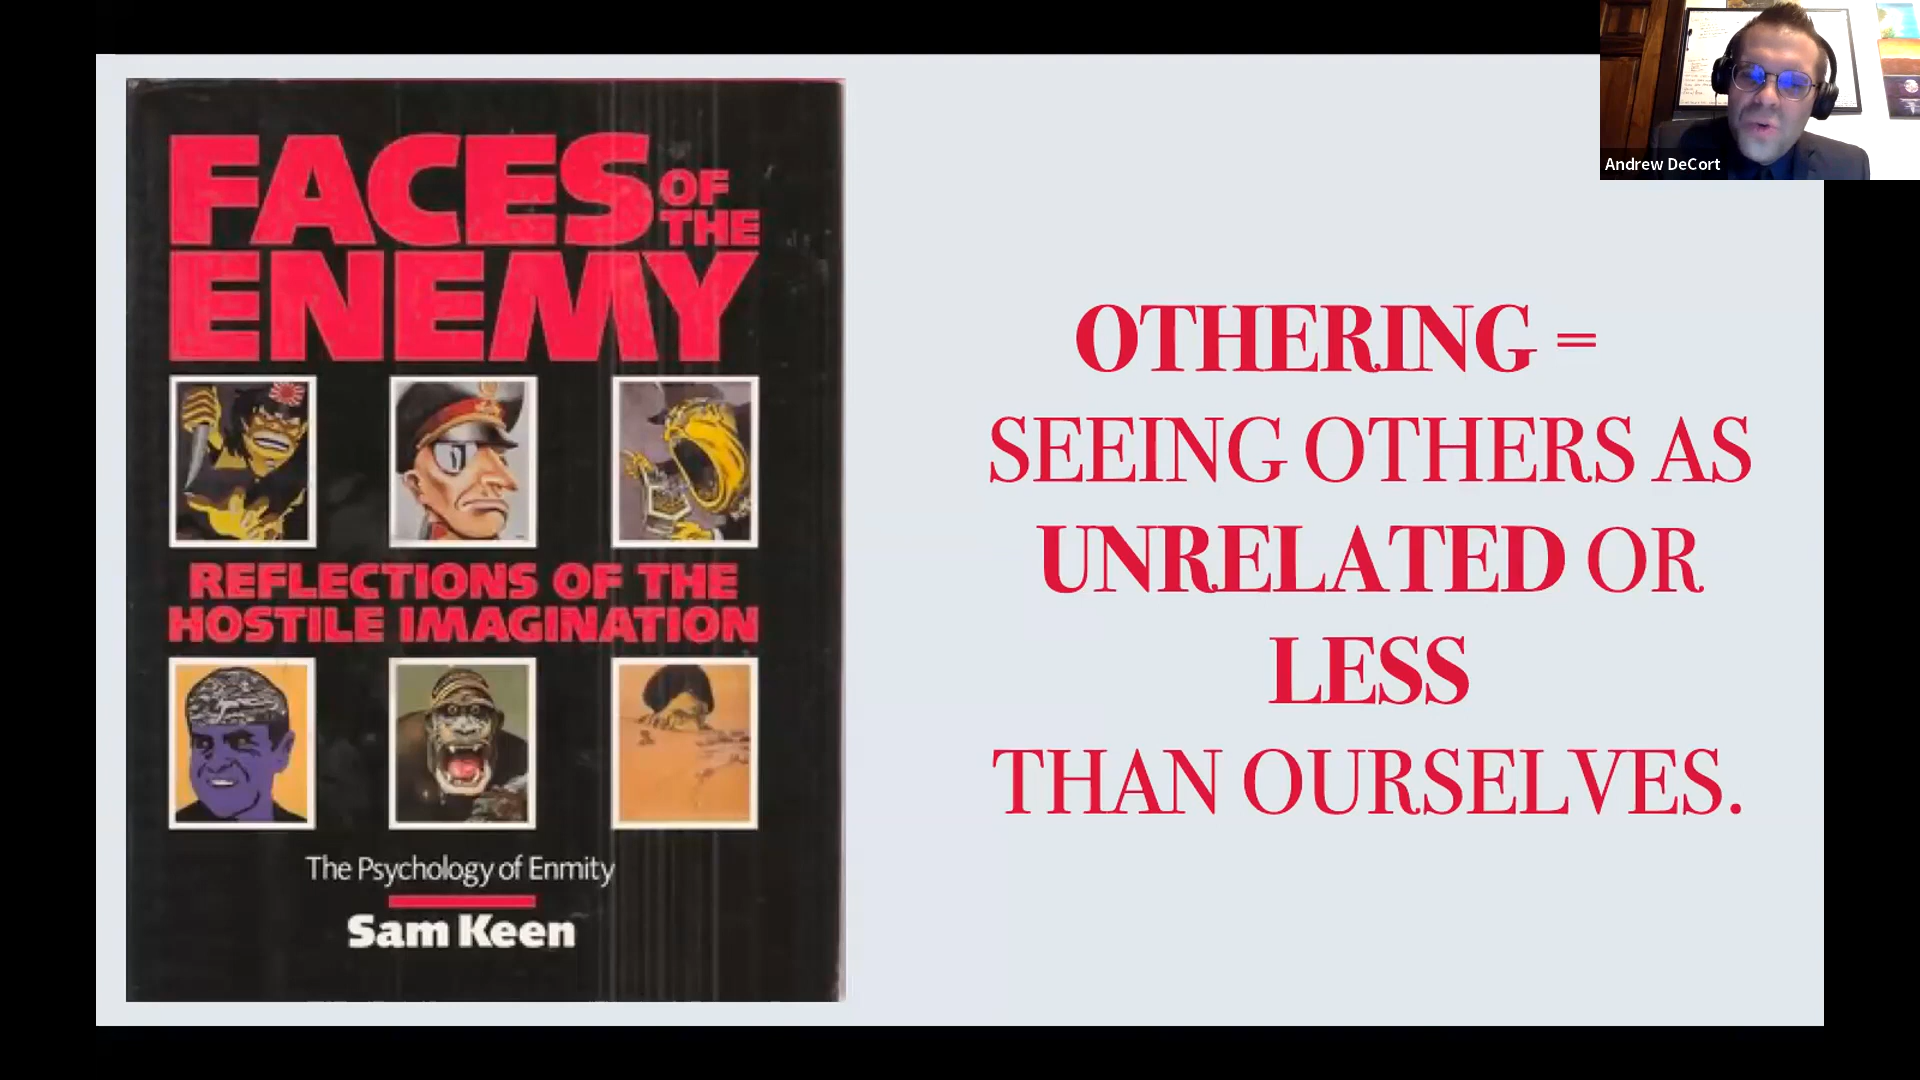 FACES OF THE
ENEMY
REFLECTIONS OF THE
HOSTILE IMAGINATION
The Psychology of Enmity
Sam Keen
OTHERING =
SEEING OTHERS AS
UNRELATED OR
LESS
THAN OURSELVES.
Andrew DeCort